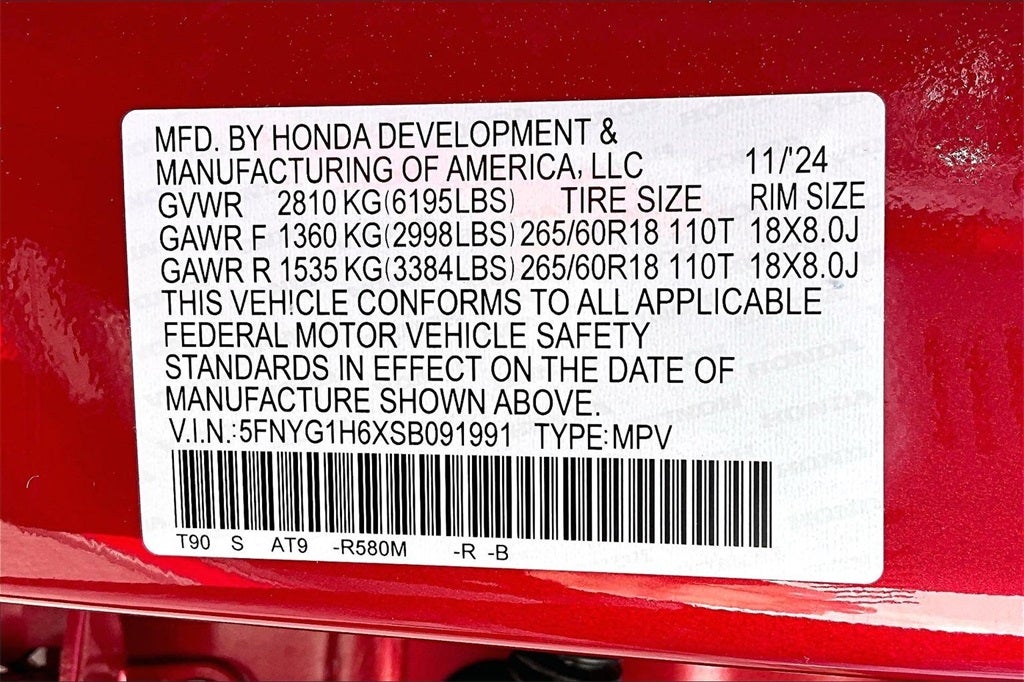 MFD. BY HONDA DEVELOPMENT &
MANUFACTURING OF AMERICA, LLC 11/'24
GVWR 2810 KG(6195LBS) TIRE SIZE RIM SIZE
GAWR F 1360 KG(2998LBS) 265/60R18 110T 18X8.0J
GAWR R 1535 KG(3384LBS) 265/60R18 110T 18X8.0J
THIS VEHICLE CONFORMS TO ALL APPLICABLE
FEDERAL MOTOR VEHICLE SAFETY
STANDARDS IN EFFECT ON THE DATE OF
MANUFACTURE SHOWN ABOVE.
V.I.N.:5FNYG1H6XSB091991 TYPE:MPV
T90 S AT9 -R580M -R -B